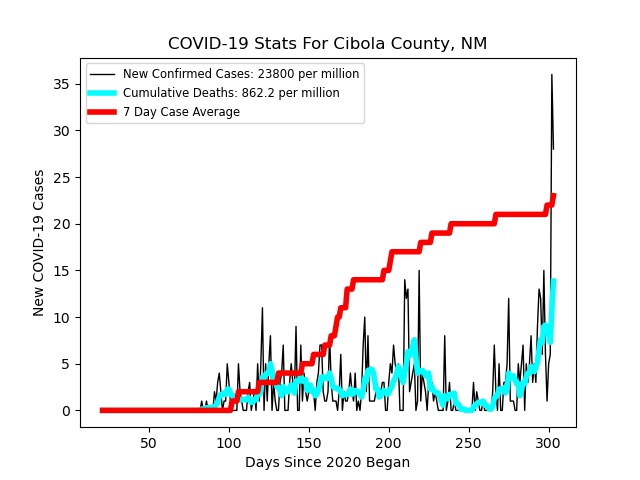 COVID-19 Stats For Cibola County, NM
New Confirmed Cases: 23800 per million
Cumulative Deaths: 862.2 per million
7 Day Case Average
New COVID-19 Cases
35
30
25
20
15
10
5
0
50 100 150 200 250 300
Days Since 2020 Began